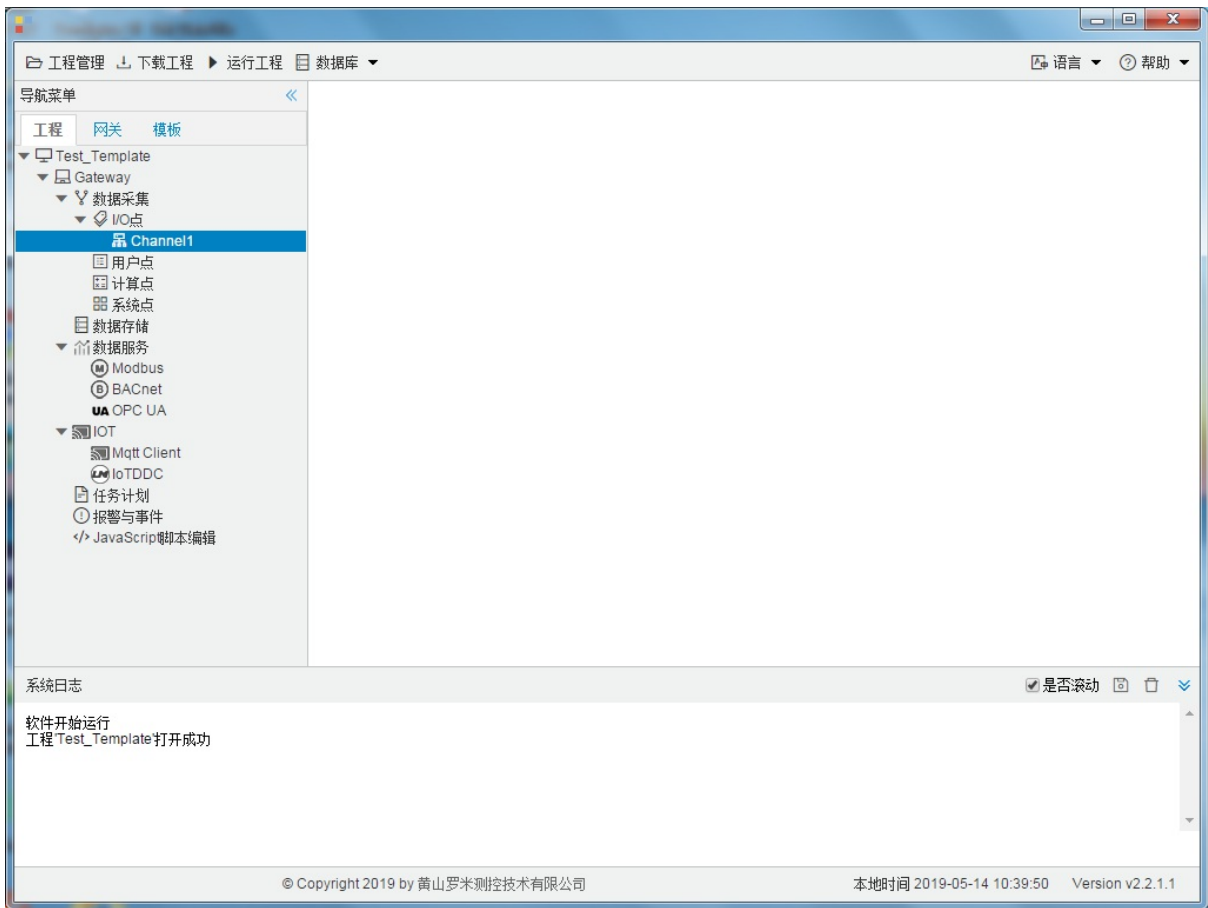 工程管理 下载工程 运行工程 数据库 语言 帮助
导航菜单
工程 网关 模板
Test_Template
Gateway
数据采集
I/O点
Channel1
用户点
计算点
系统点
数据存储
数据服务
M Modbus
B BACnet
UA OPC UA
IOT
Mqtt Client
LM IoTDDC
任务计划
报警与事件
</> JavaScript脚本编辑
系统日志 是否滚动
软件开始运行
工程'Test_Template'打开成功
© Copyright 2019 by 黄山罗米测控技术有限公司 本地时间 2019-05-14 10:39:50 Version v2.2.1.1